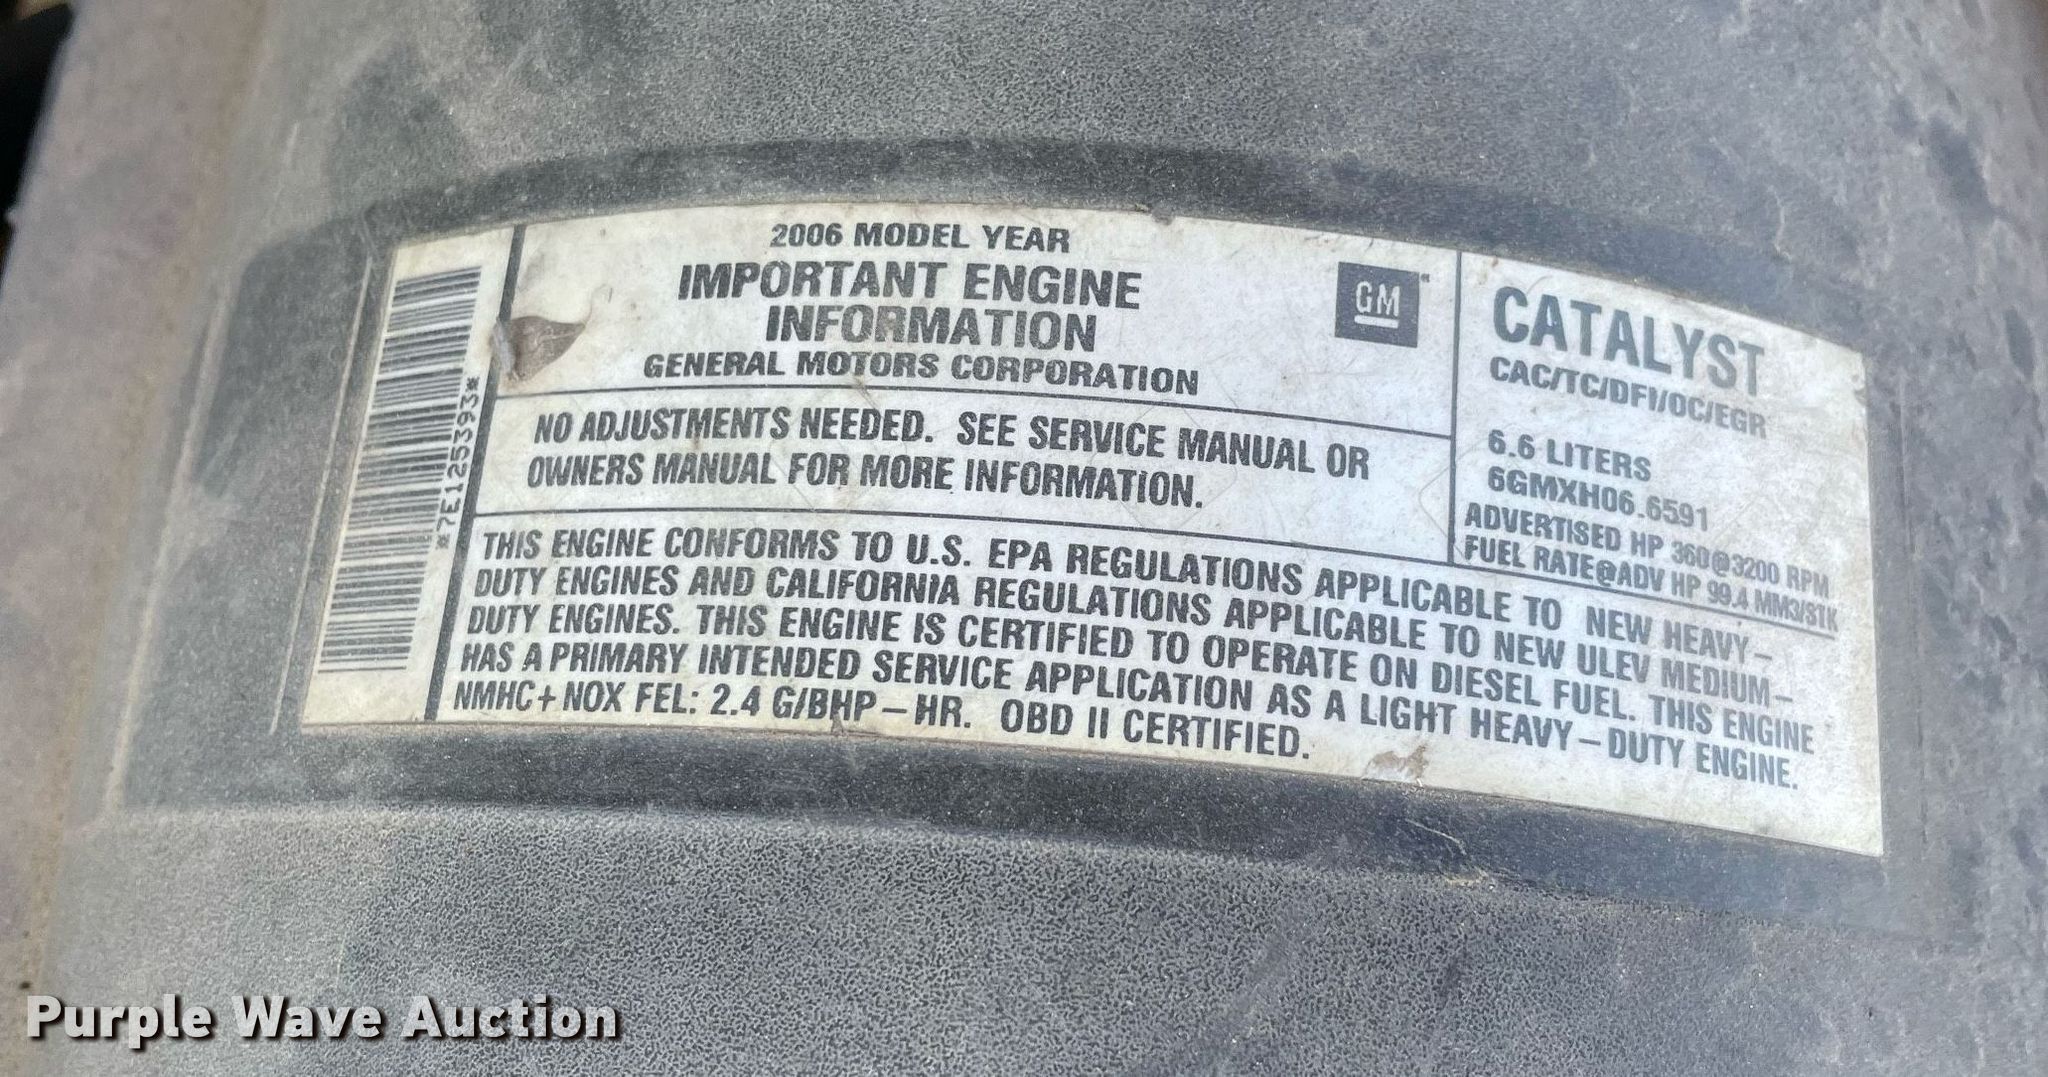 2006 MODEL YEAR
IMPORTANT ENGINE
INFORMATION
GENERAL MOTORS CORPORATION
GM
*7E125393*
NO ADJUSTMENTS NEEDED. SEE SERVICE MANUAL OR
OWNERS MANUAL FOR MORE INFORMATION.
CATALYST
CAC/TC/DFI/OC/EGR
6.6 LITERS
6GMXH06.6591
ADVERTISED HP 360@3200 RPM
FUEL RATE@ADV HP 99.4 MM3/STK
THIS ENGINE CONFORMS TO U.S. EPA REGULATIONS APPLICABLE TO NEW HEAVY-
DUTY ENGINES AND CALIFORNIA REGULATIONS APPLICABLE TO NEW ULEV MEDIUM-
DUTY ENGINES. THIS ENGINE IS CERTIFIED TO OPERATE ON DIESEL FUEL. THIS ENGINE
HAS A PRIMARY INTENDED SERVICE APPLICATION AS A LIGHT HEAVY-DUTY ENGINE.
NMHC+NOX FEL: 2.4 G/BHP-HR. OBD II CERTIFIED.
Purple Wave Auction